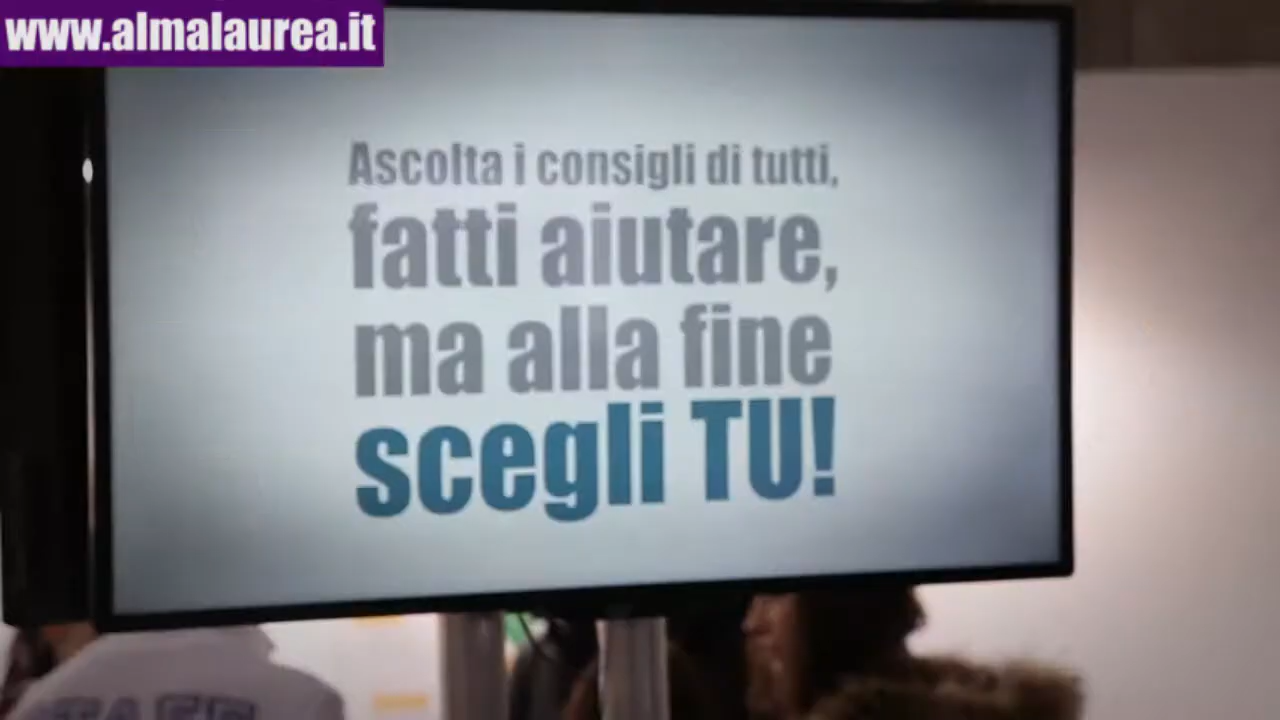 www.almalaurea.it
Ascolta i consigli di tutti,
fatti aiutare,
ma alla fine
scegli TU!